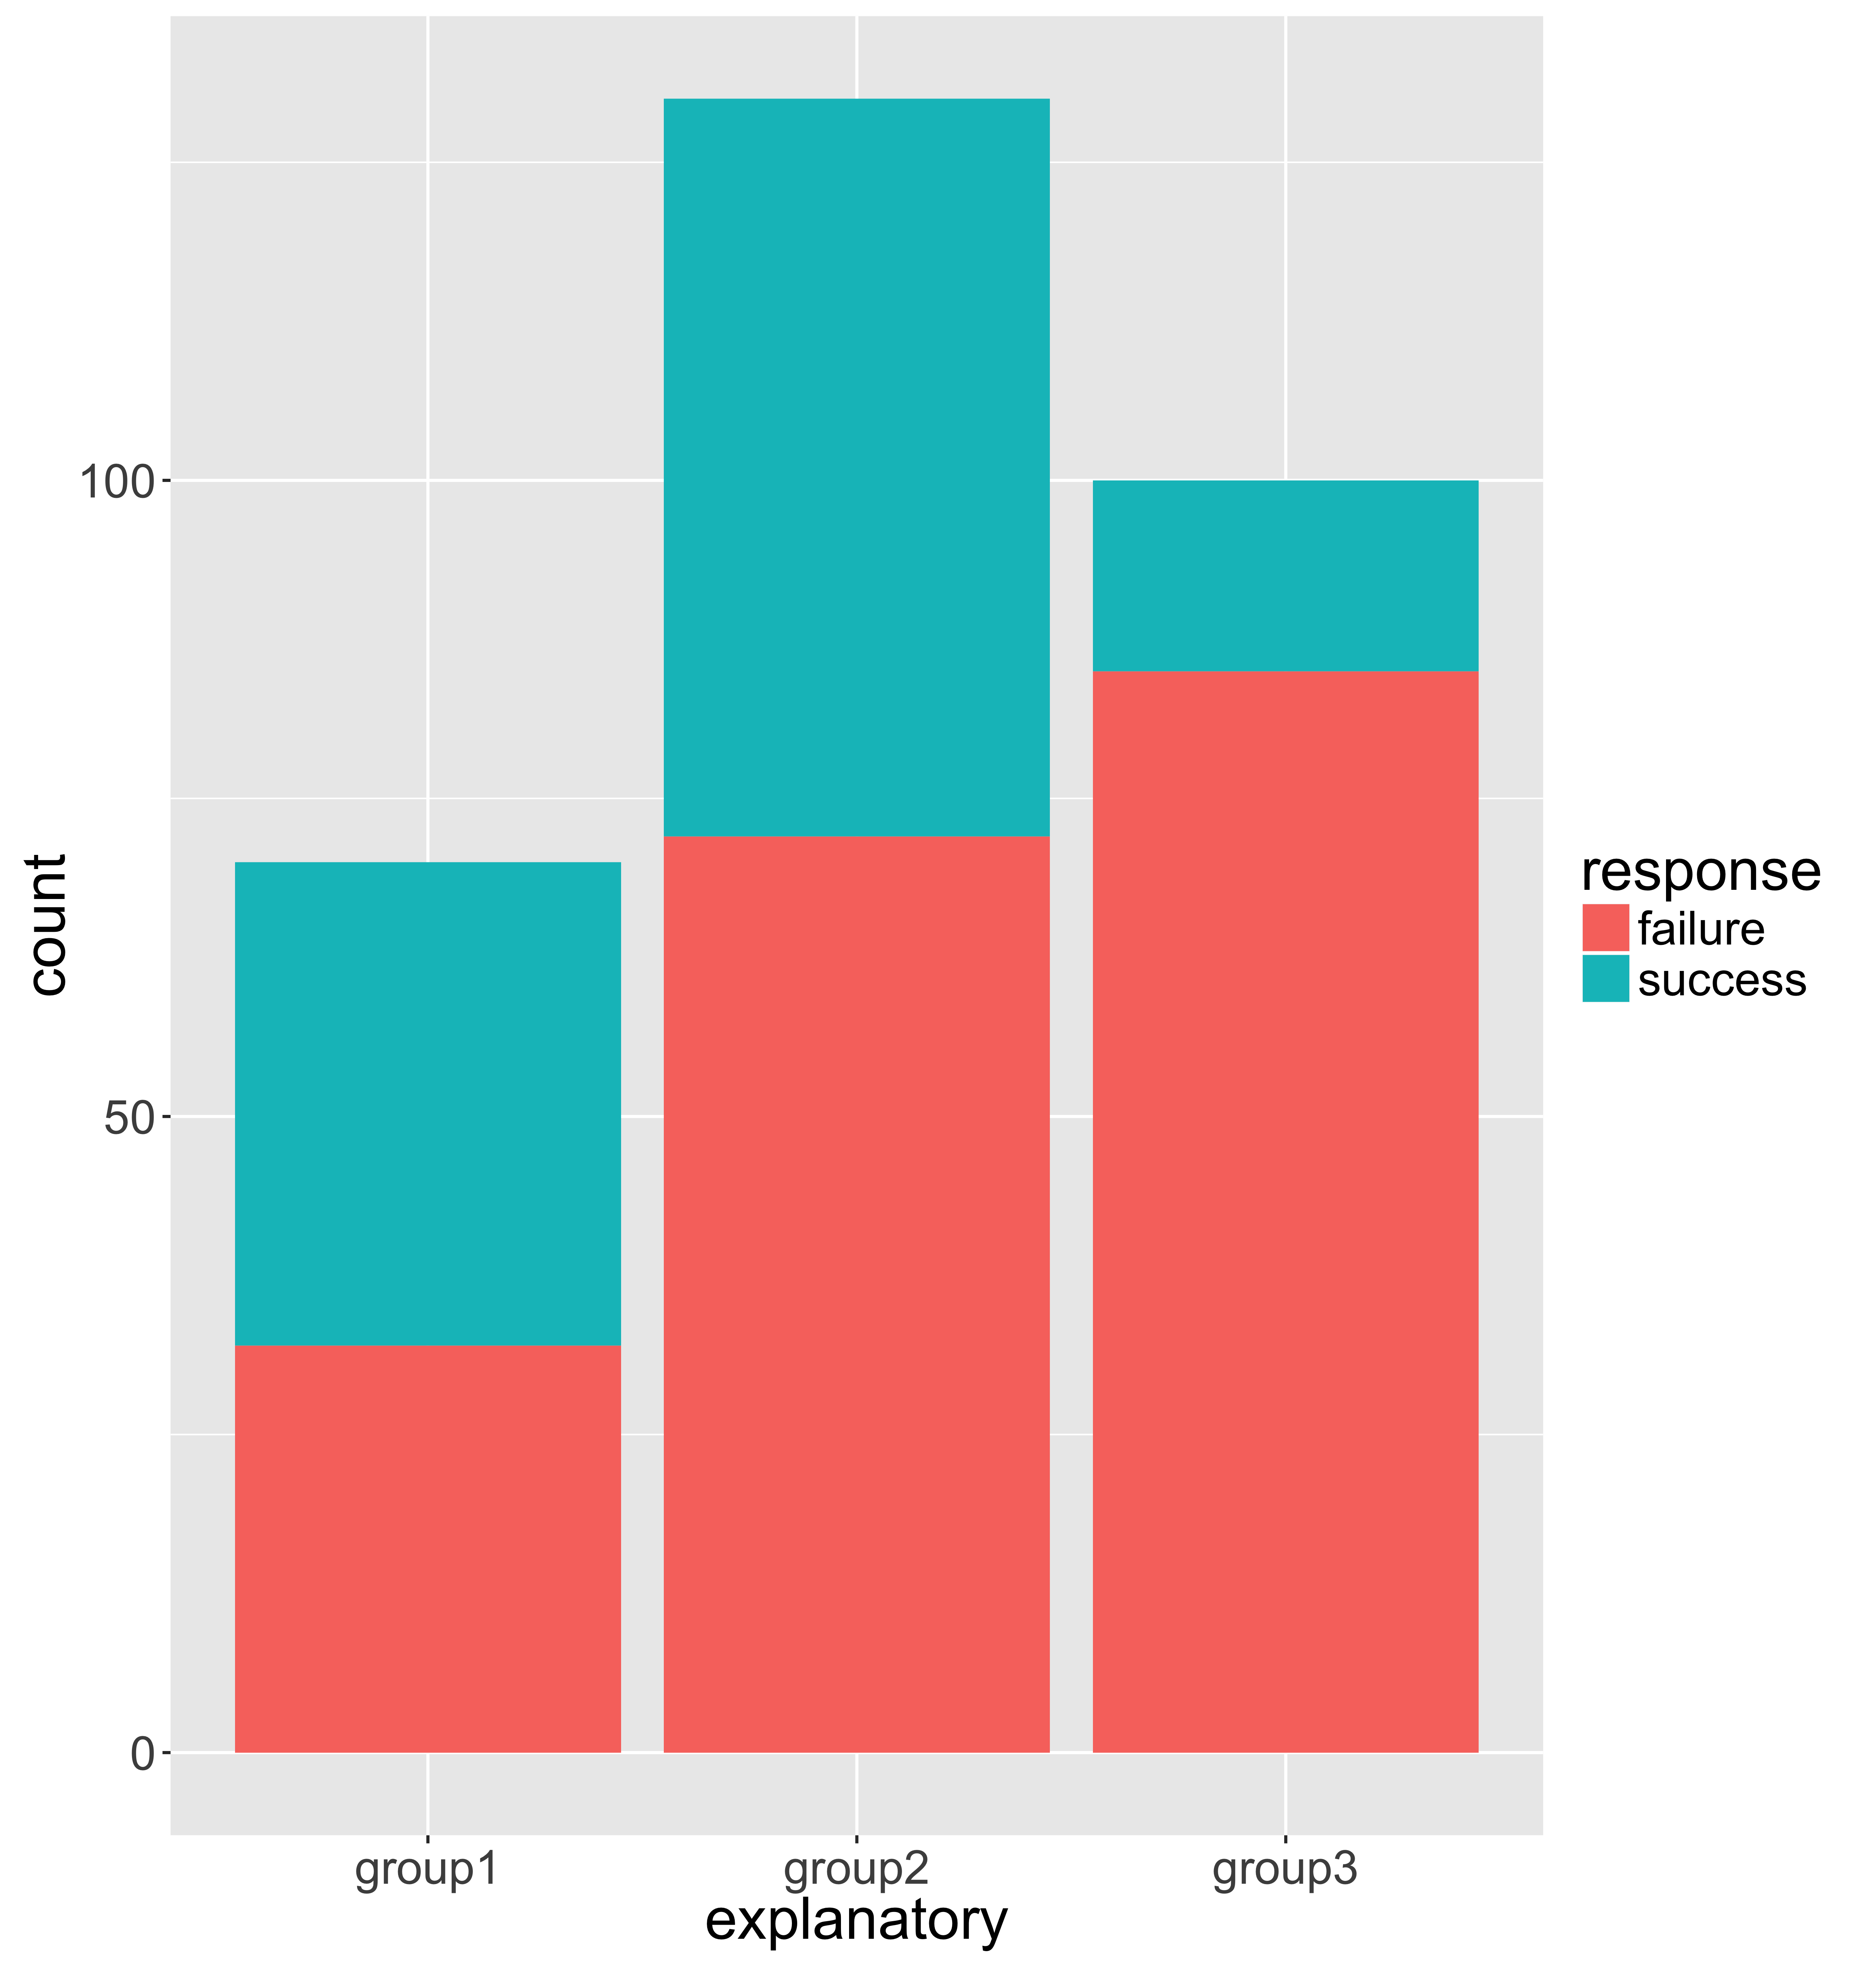 count
100
50
0
group1
group2
group3
explanatory
response
failure
success